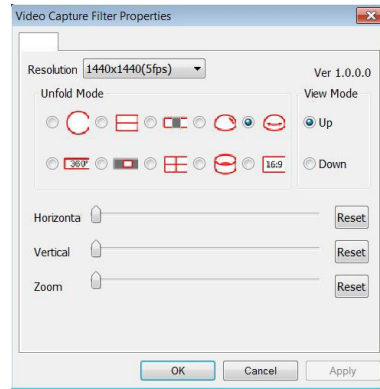 Video Capture Filter Properties
Resolution 1440x1440(5fps) Ver 1.0.0.0
Unfold Mode View Mode
Up
360° 16:9 Down
Horizonta Reset
Vertical Reset
Zoom Reset
OK Cancel Apply